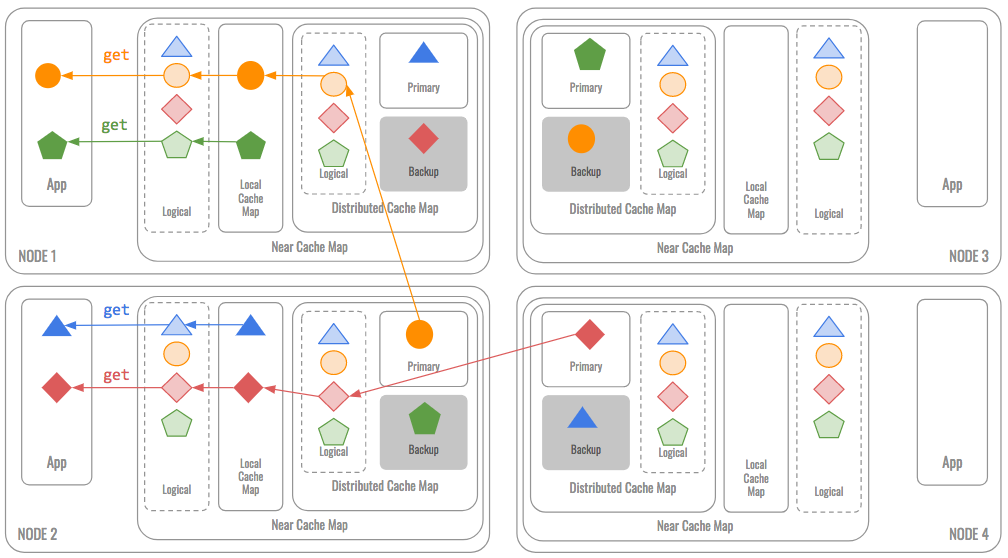 get
get
App
Logical
Local
Cache
Map
Logical
Primary
Backup
Distributed Cache Map
Near Cache Map
NODE 1
Primary
Backup
Logical
Distributed Cache Map
Local
Cache
Map
Logical
Near Cache Map
App
NODE 3
get
get
App
Logical
Local
Cache
Map
Logical
Primary
Backup
Distributed Cache Map
Near Cache Map
NODE 2
Primary
Backup
Logical
Distributed Cache Map
Local
Cache
Map
Logical
Near Cache Map
App
NODE 4